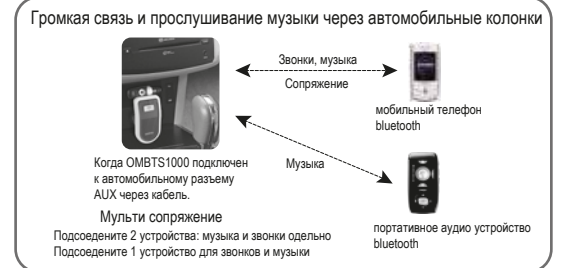 Громкая связь и прослушивание музыки через автомобильные колонки
Звонки, музыка
Сопряжение
мобильный телефон
bluetooth
Когда OMBTS1000 подключен
к автомобильному разъему
AUX через кабель.
Музыка
Мульти сопряжение
Подсоедените 2 устройства: музыка и звонки одельно
Подсоедените 1 устройство для звонков и музыки
портативное аудио устройство
bluetooth